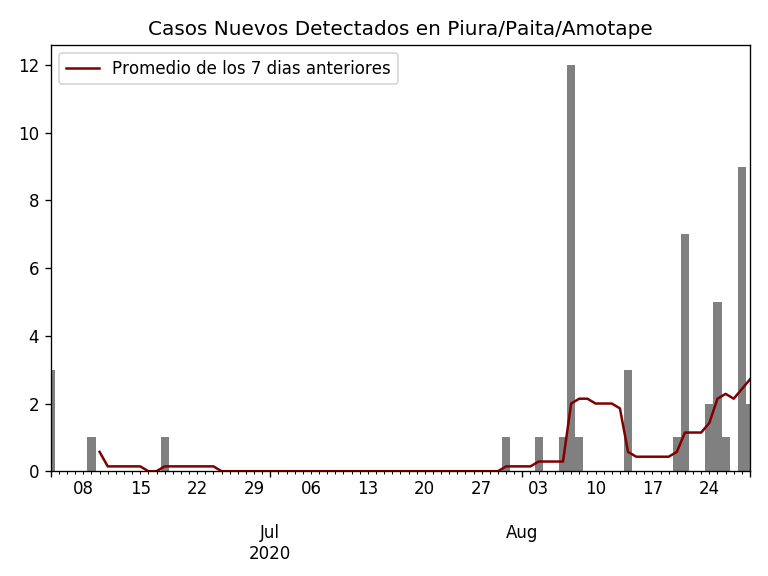 Casos Nuevos Detectados en Piura/Paita/Amotape
Promedio de los 7 dias anteriores
12
10
8
6
4
2
0
08 15 22 29 06 13 20 27 03 10 17 24
Jul Aug
2020